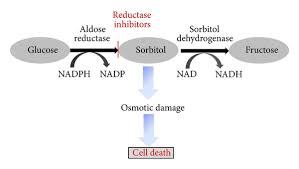 Reductase
inhibitors
Aldose
reductase
Sorbitol
dehydrogenase
Glucose
Sorbitol
Fructose
NADPH
NADP
NAD
NADH
Osmotic damage
Cell death